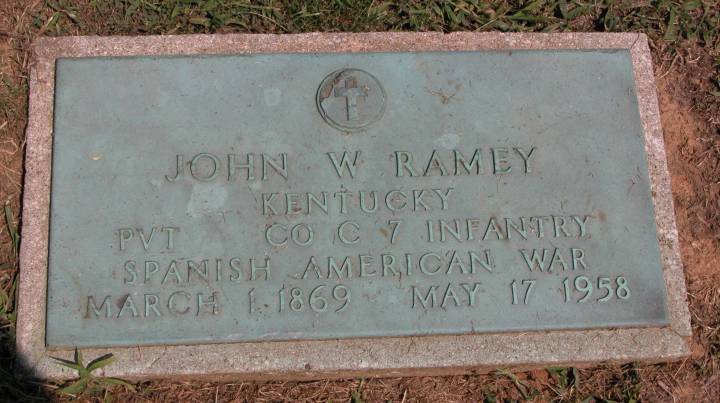 JOHN W RAMEY
KENTUCKY
PVT CO C 7 INFANTRY
SPANISH AMERICAN WAR
MARCH 1 1869 MAY 17 1958